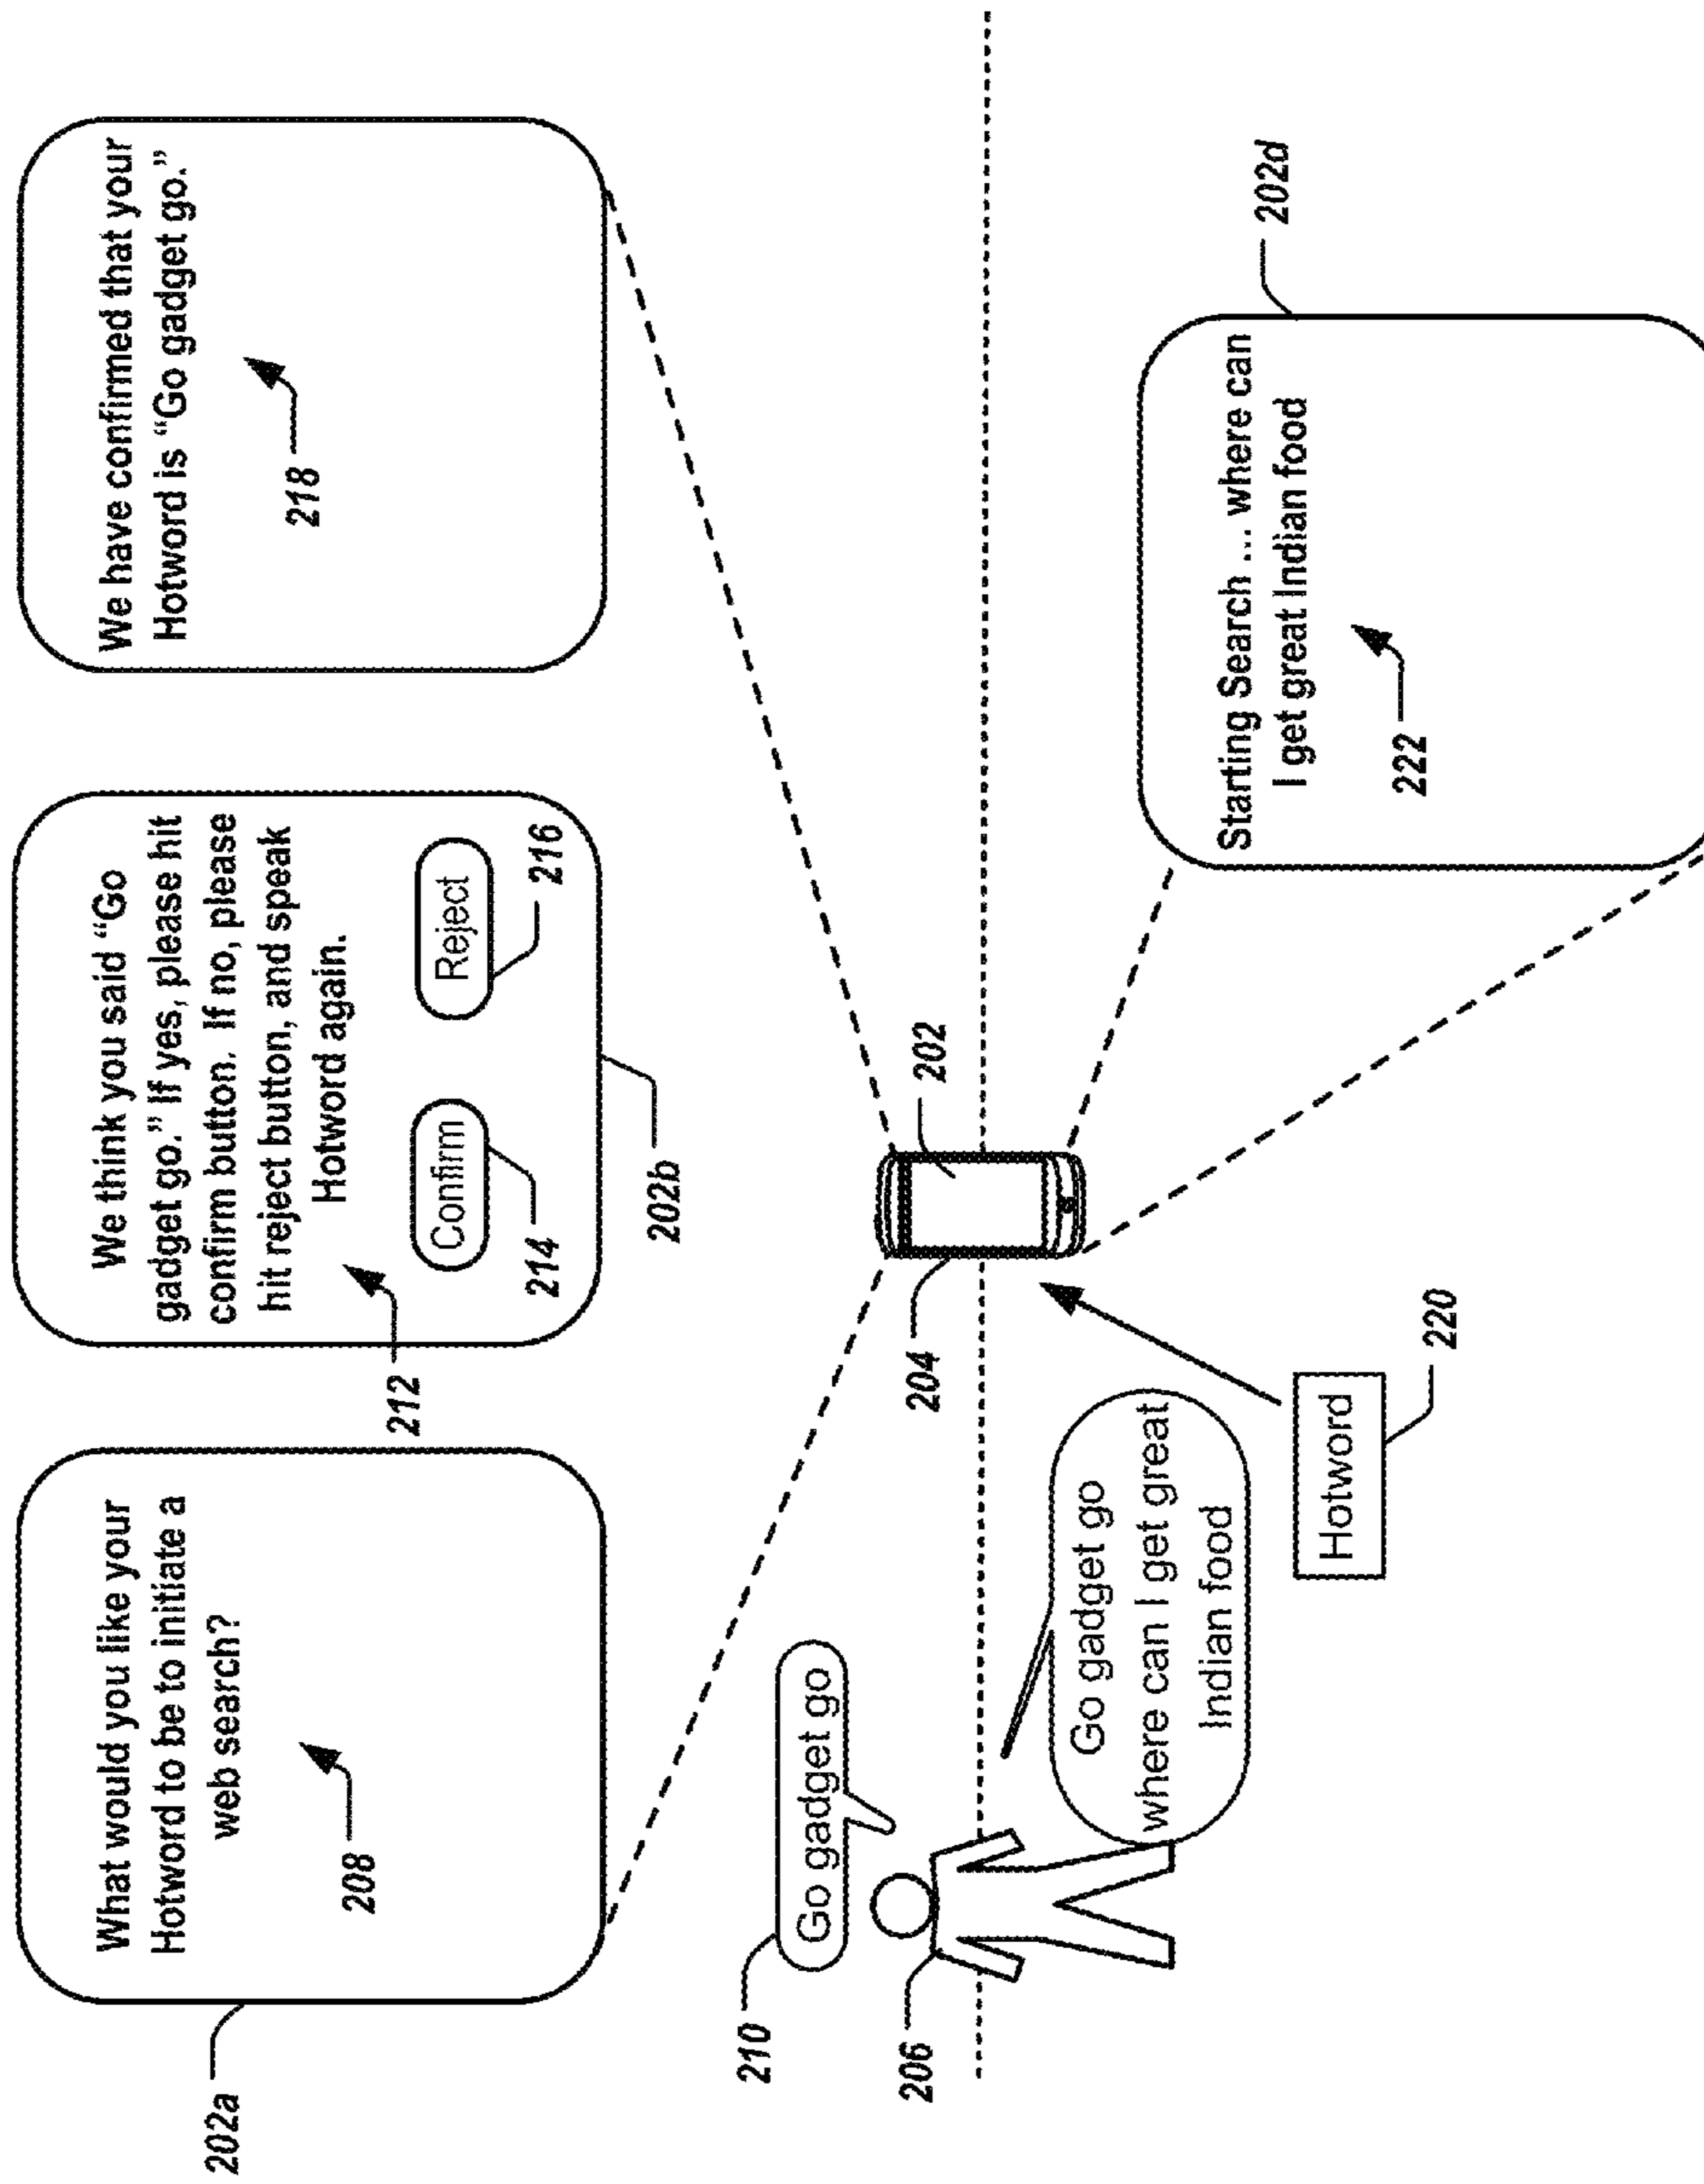 202a
What would you like your
Hotword to be to initiate a
web search?
208
We think you said “Go
gadget go.” If yes, please hit
confirm button. If no, please
hit reject button, and speak
Hotword again.
212
Confirm
Reject
214
216
202b
We have confirmed that your
Hotword is “Go gadget go.”
218
210
Go gadget go
206
204
202
Go gadget go
where can I get great
Indian food
Hotword
220
202d
Starting Search ... where can
I get great Indian food
222